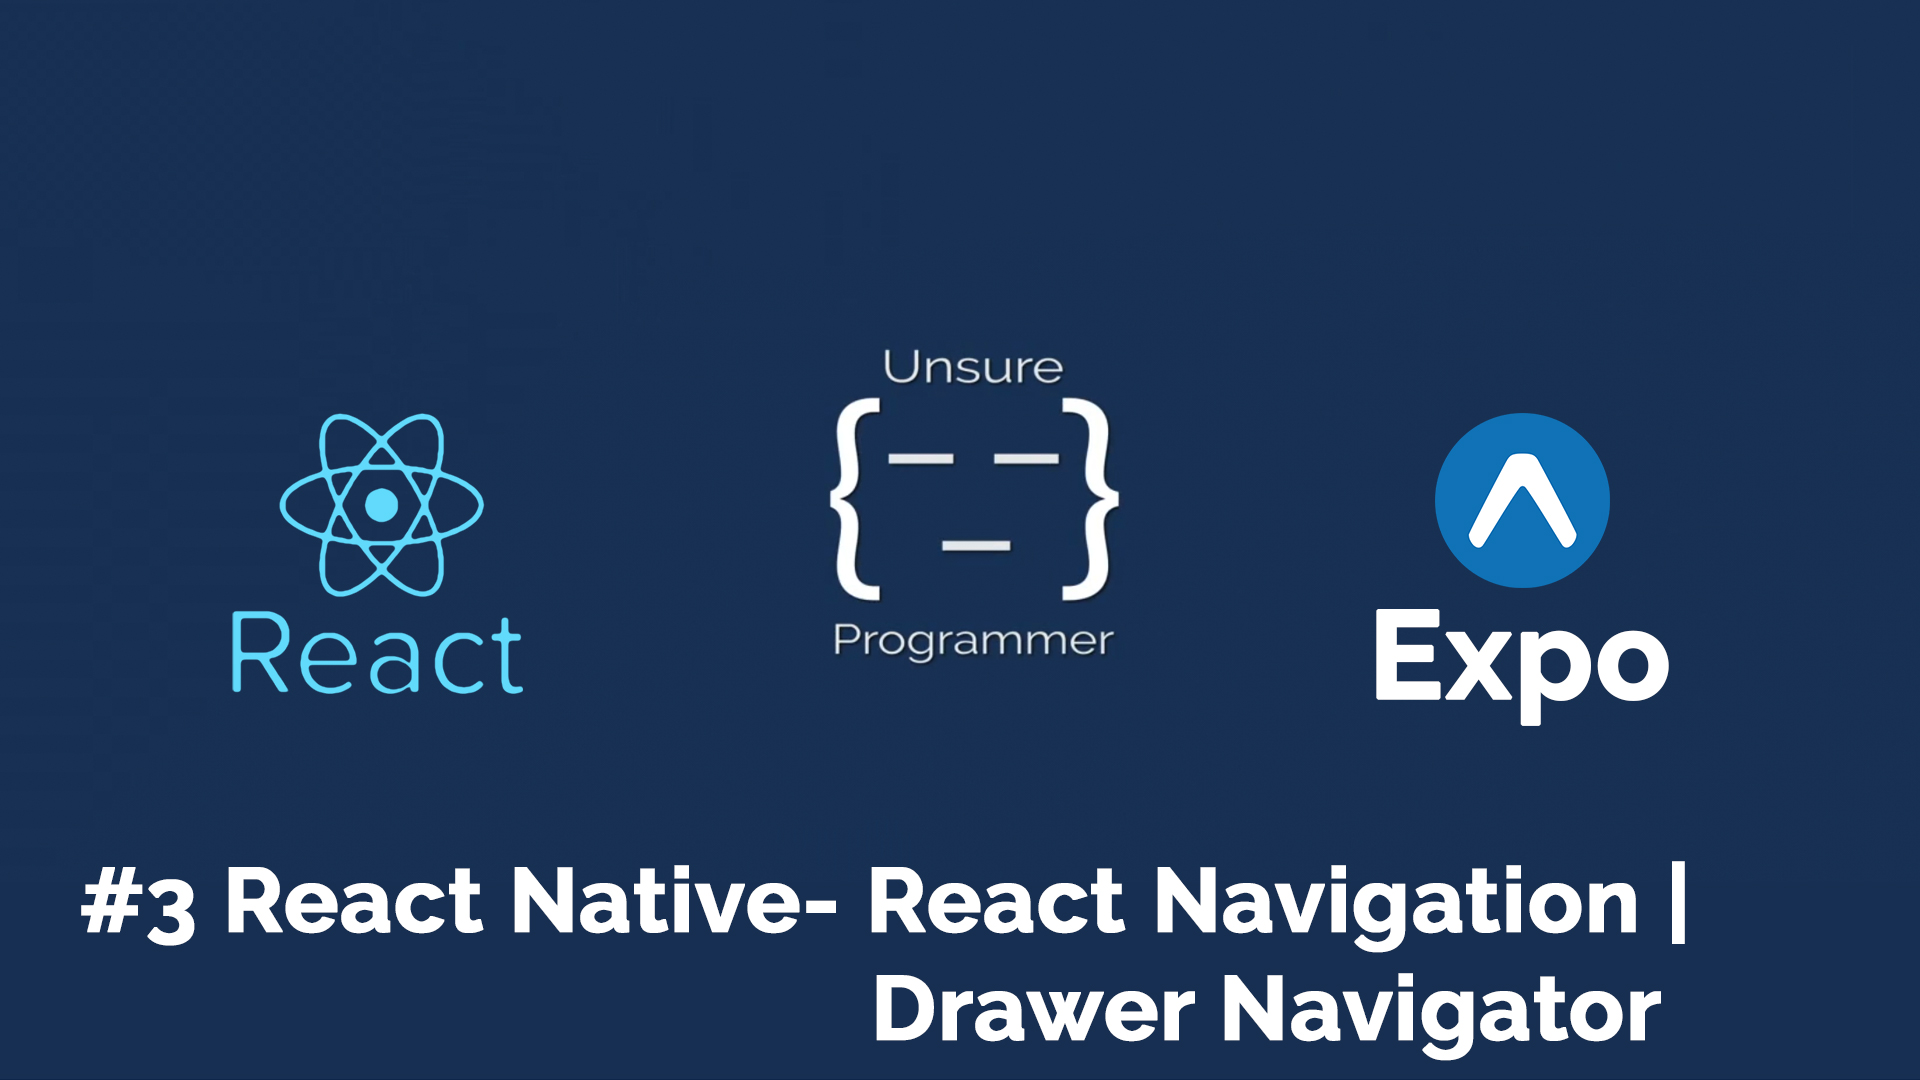 Unsure
{ – – }
–
Programmer
React
Expo
#3 React Native- React Navigation |
Drawer Navigator